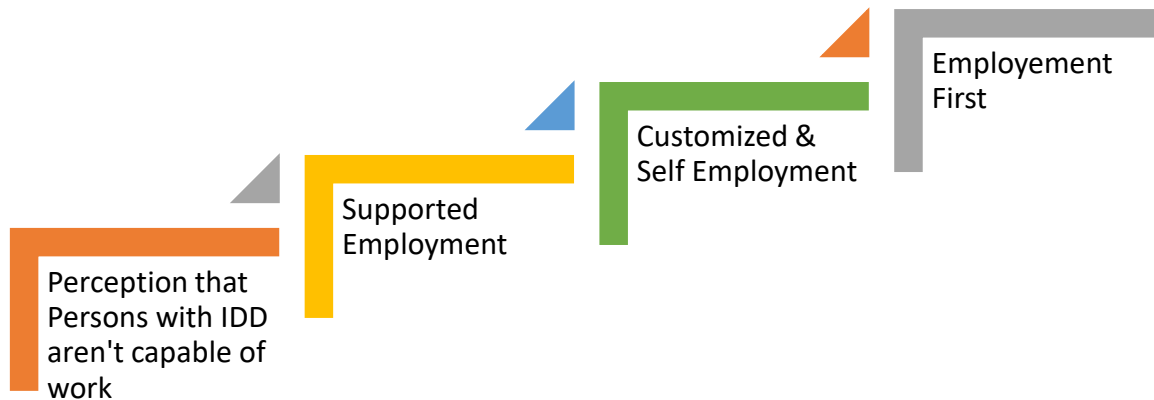 Perception that
Persons with IDD
aren't capable of
work
Supported
Employment
Customized &
Self Employment
Employement
First